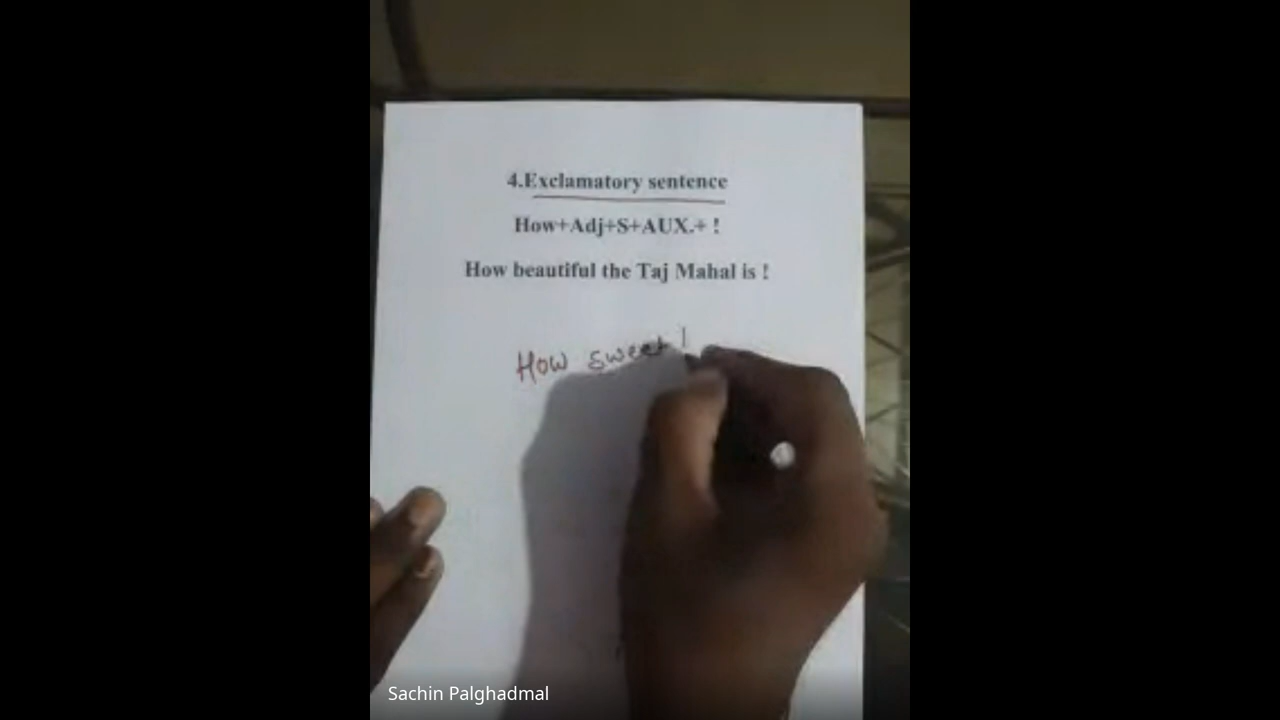 4.Exclamatory sentence
How+Adj+S+AUX.+ !
How beautiful the Taj Mahal is !
How sweet !
Sachin Palghadmal